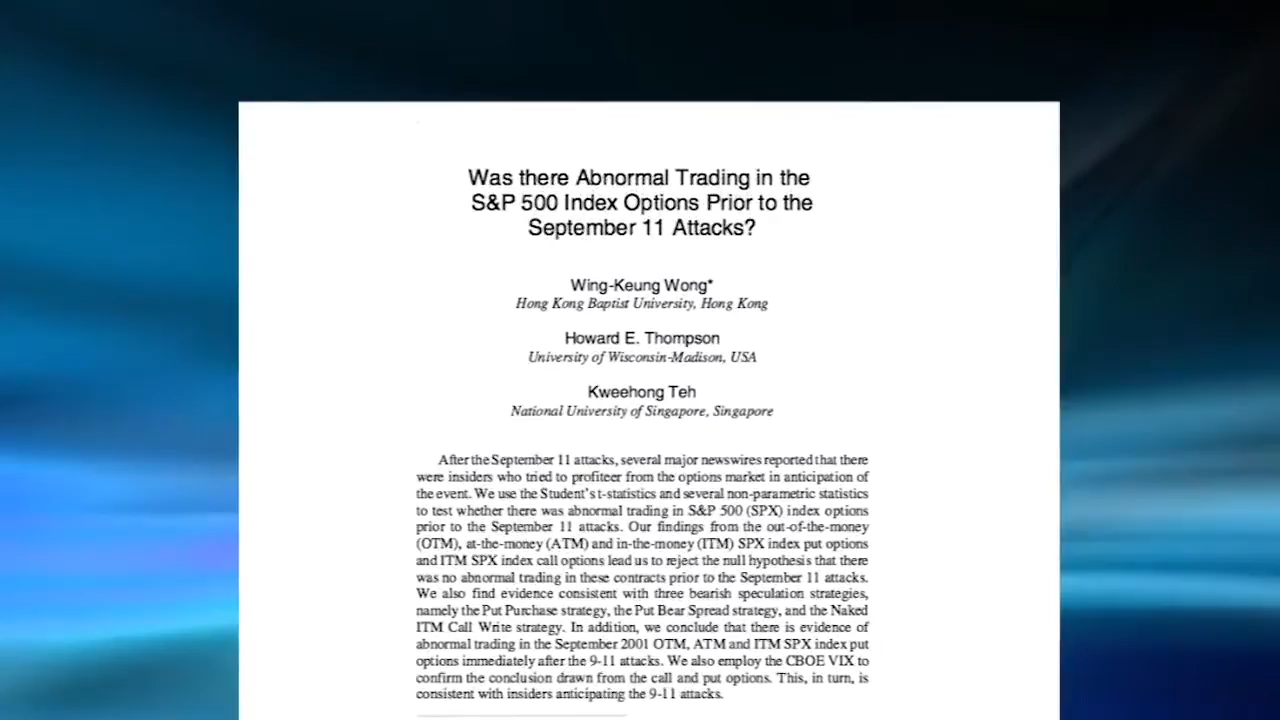 Was there Abnormal Trading in the
S&P 500 Index Options Prior to the
September 11 Attacks?
Wing-Keung Wong*
Hong Kong Baptist University, Hong Kong
Howard E. Thompson
University of Wisconsin-Madison, USA
Kweehong Teh
National University of Singapore, Singapore
After the September 11 attacks, several major newswires reported that there
were insiders who tried to profiteer from the options market in anticipation of
the event. We use the Student's t-statistics and several non-parametric statistics
to test whether there was abnormal trading in S&P 500 (SPX) index options
prior to the September 11 attacks. Our findings from the out-of-the-money
(OTM), at-the-money (ATM) and in-the-money (ITM) SPX index put options
and ITM SPX index call options lead us to reject the null hypothesis that there
was no abnormal trading in these contracts prior to the September 11 attacks.
We also find evidence consistent with three bearish speculation strategies,
namely the Put Purchase strategy, the Put Bear Spread strategy, and the Naked
ITM Call Write strategy. In addition, we conclude that there is evidence of
abnormal trading in the September 2001 OTM, ATM and ITM SPX index put
options immediately after the 9-11 attacks. We also employ the CBOE VIX to
confirm the conclusion drawn from the call and put options. This, in turn, is
consistent with insiders anticipating the 9-11 attacks.